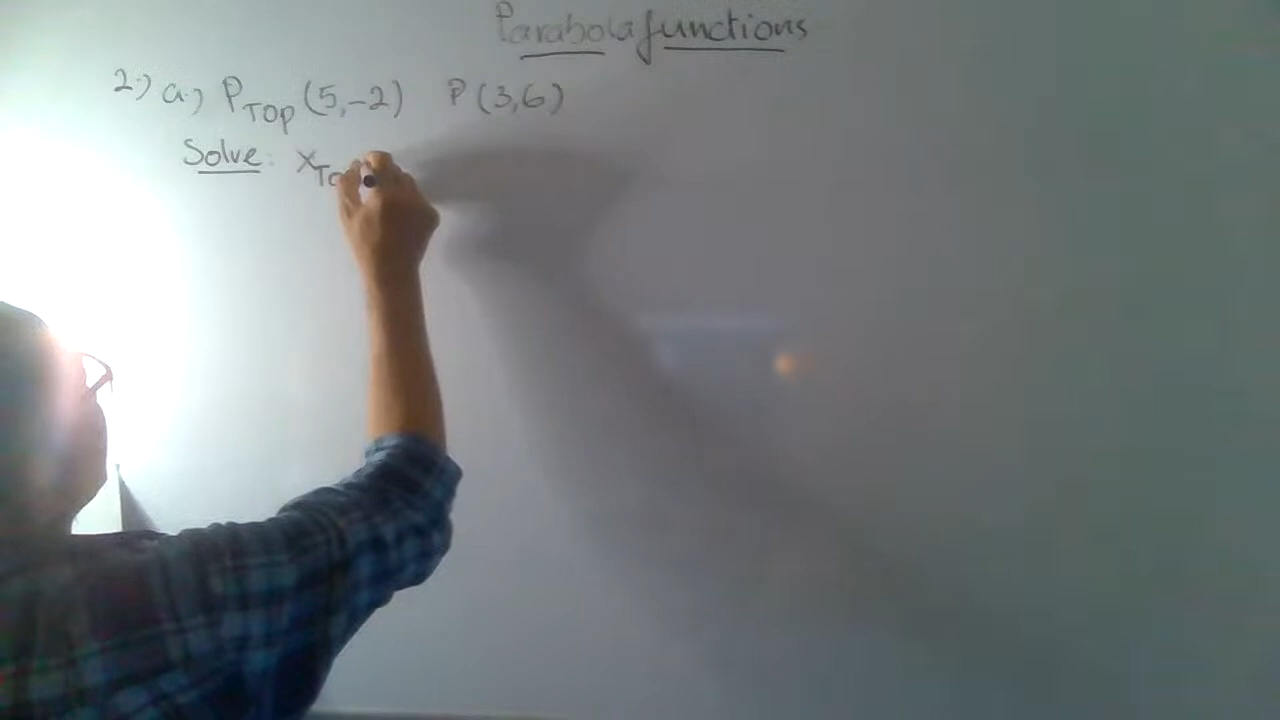 Parabola functions
2.) a.) P_Top (5,-2) P(3,6)
Solve: X_To